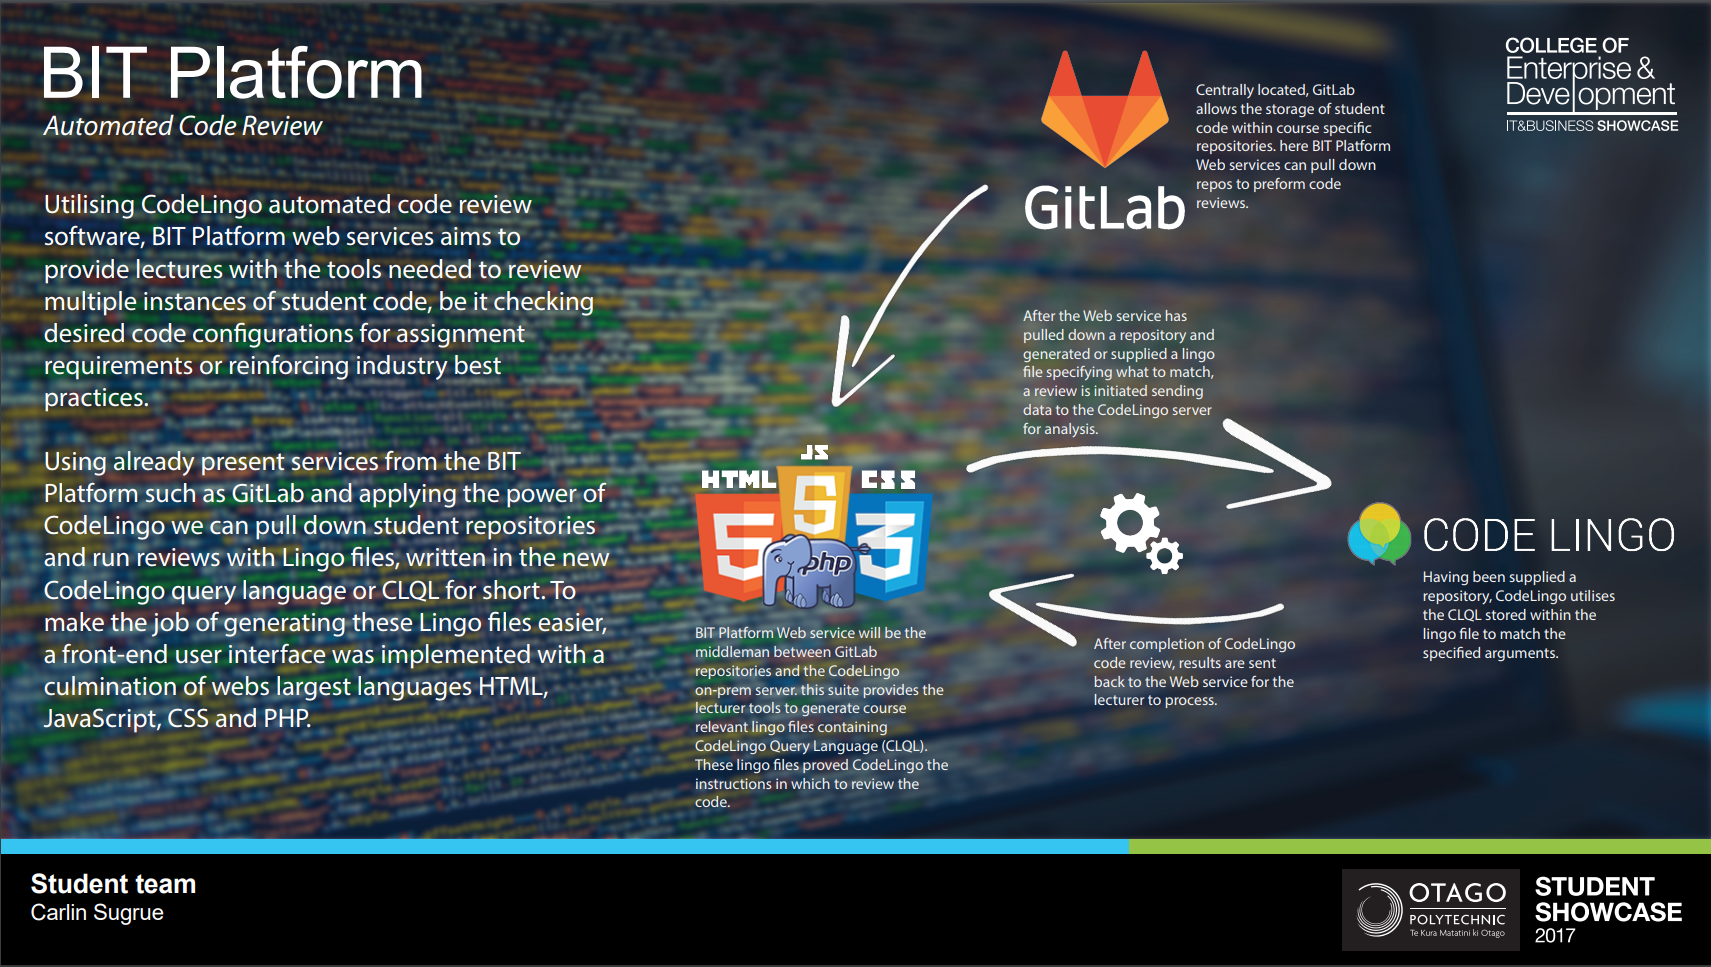 BIT Platform
Automated Code Review
Utilising CodeLingo automated code review
software, BIT Platform web services aims to
provide lectures with the tools needed to review
multiple instances of student code, be it checking
desired code configurations for assignment
requirements or reinforcing industry best
practices.
Using already present services from the BIT
Platform such as GitLab and applying the power of
CodeLingo we can pull down student repositories
and run reviews with Lingo files, written in the new
CodeLingo query language or CLQL for short. To
make the job of generating these Lingo files easier,
a front-end user interface was implemented with a
culmination of webs largest languages HTML,
JavaScript, CSS and PHP.
GitLab
Centrally located, GitLab
allows the storage of student
code within course specific
repositories. here BIT Platform
Web services can pull down
repos to preform code
reviews.
COLLEGE OF
Enterprise &
Development
IT&BUSINESS SHOWCASE
After the Web service has
pulled down a repository and
generated or supplied a lingo
file specifying what to match,
a review is initiated sending
data to the CodeLingo server
for analysis.
JS
HTML CSS
5 5 3
php
BIT Platform Web service will be the
middleman between GitLab
repositories and the CodeLingo
on-prem server. this suite provides the
lecturer tools to generate course
relevant lingo files containing
CodeLingo Query Language (CLQL).
These lingo files proved CodeLingo the
instructions in which to review the
code.
CODE LINGO
Having been supplied a
repository, CodeLingo utilises
the CLQL stored within the
lingo file to match the
specified arguments.
After completion of CodeLingo
code review, results are sent
back to the Web service for the
lecturer to process.
Student team
Carlin Sugrue
OTAGO
POLYTECHNIC
Te Kura Matatini ki Otago
STUDENT
SHOWCASE
2017